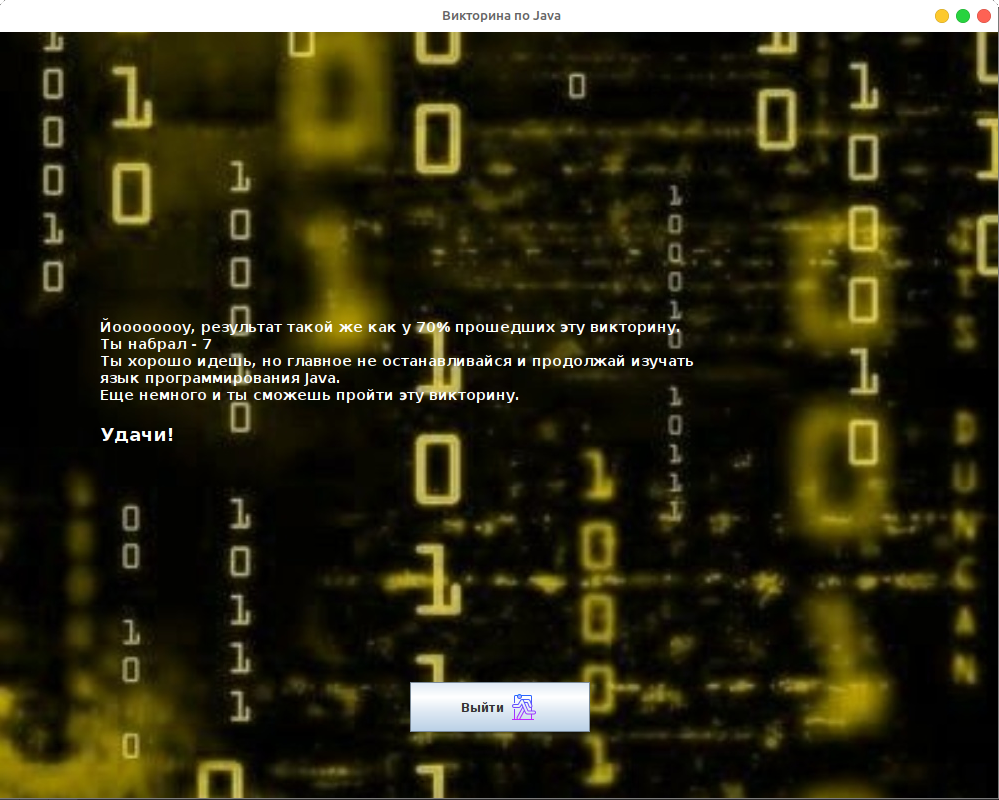 Викторина по Java
Йоооооооу, результат такой же как у 70% прошедших эту викторину.
Ты набрал - 7
Ты хорошо идешь, но главное не останавливайся и продолжай изучать
язык программирования Java.
Еще немного и ты сможешь пройти эту викторину.
Удачи!
Выйти